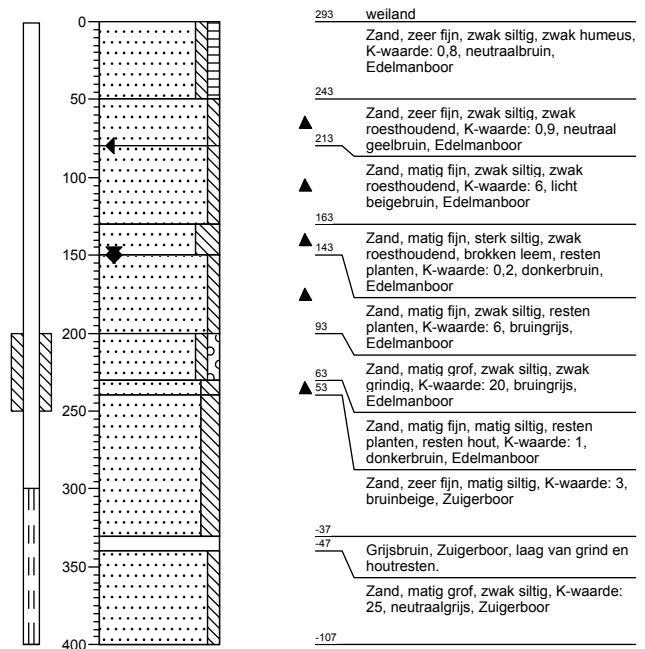 0
50
100
150
200
250
300
350
400
293 weiland
Zand, zeer fijn, zwak siltig, zwak humeus,
K-waarde: 0,8, neutraalbruin,
Edelmanboor
243
Zand, zeer fijn, zwak siltig, zwak
roesthoudend, K-waarde: 0,9, neutraal
geelbruin, Edelmanboor
213
Zand, matig fijn, zwak siltig, zwak
roesthoudend, K-waarde: 6, licht
beigebruin, Edelmanboor
163
Zand, matig fijn, sterk siltig, zwak
roesthoudend, brokken leem, resten
planten, K-waarde: 0,2, donkerbruin,
Edelmanboor
143
Zand, matig fijn, zwak siltig, resten
planten, K-waarde: 6, bruingrijs,
Edelmanboor
93
Zand, matig grof, zwak siltig, zwak
grindig, K-waarde: 20, bruingrijs,
Edelmanboor
63
Zand, matig fijn, matig siltig, resten
planten, resten hout, K-waarde: 1,
donkerbruin, Edelmanboor
53
Zand, zeer fijn, matig siltig, K-waarde: 3,
bruinbeige, Zuigerboor
-37
Grijsbruin, Zuigerboor, laag van grind en
houtresten.
-47
Zand, matig grof, zwak siltig, K-waarde:
25, neutraalgrijs, Zuigerboor
-107